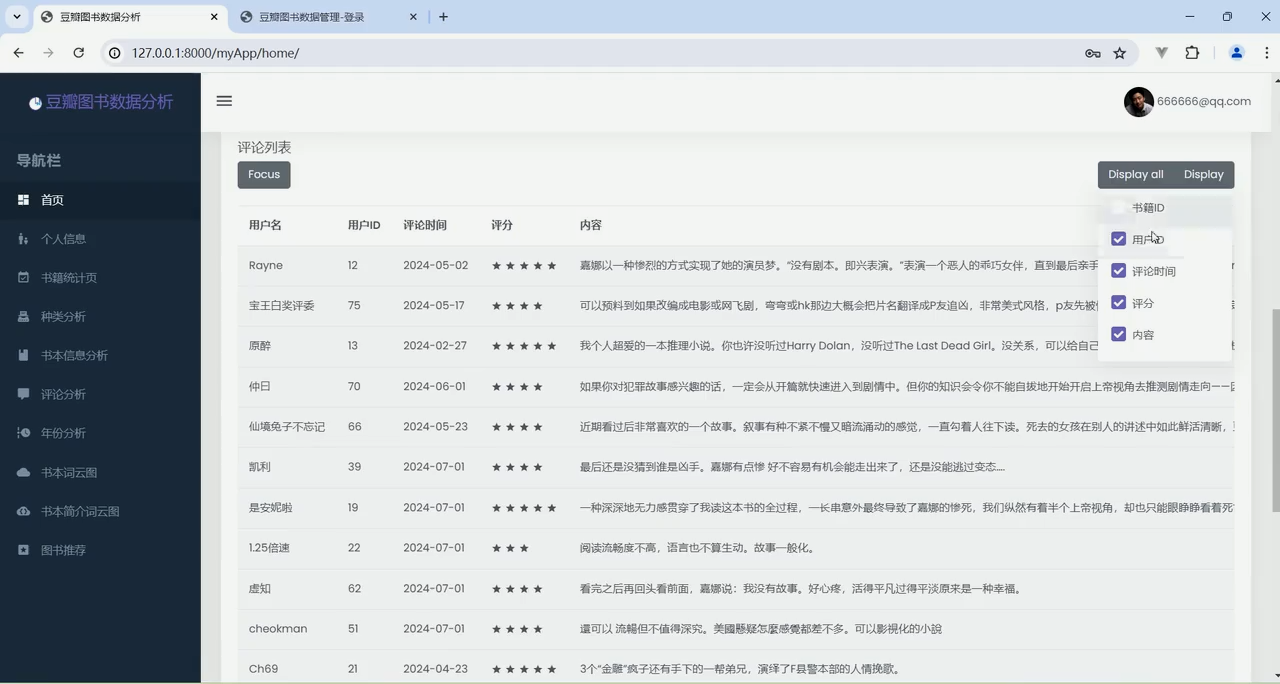 豆瓣图书数据分析
豆瓣图书数据管理-登录
127.0.0.1:8000/myApp/home/
豆瓣图书数据分析
666666@qq.com
导航栏
首页
个人信息
书籍统计页
种类分析
书本信息分析
评论分析
年份分析
书本词云图
书本简介词云图
图书推荐
评论列表
Focus
Display all Display
书籍ID
用户ID
评论时间
评分
内容
用户名 用户ID 评论时间 评分 内容
Rayne 12 2024-05-02 ★★★★★ 嘉娜以一种惨烈的方式实现了她的演员梦。“没有剧本。即兴表演。”表演一个恶人的乖巧女伴，直到最后亲手
宝王白奖评委 75 2024-05-17 ★★★★ 可以预料到如果改编成电影或网飞剧，弯弯或hk那边大概会把片名翻译成P友追凶，非常美式风格，p友先被
原醉 13 2024-02-27 ★★★★★ 我个人超爱的一本推理小说。你也许没听过Harry Dolan，没听过The Last Dead Girl。没关系，可以给自己
仲曰 70 2024-06-01 ★★★★ 如果你对犯罪故事感兴趣的话，一定会从开篇就快速进入到剧情中。但你的知识会令你不能自拔地开始开启上帝视角去推测剧情走向——
仙境兔子不忘记 66 2024-05-23 ★★★★ 近期看过后非常喜欢的一个故事。叙事有种不紧不慢又暗流涌动的感觉，一直勾着人往下读。死去的女孩在别人的讲述中如此鲜活清晰，
凯利 39 2024-07-01 ★★★★ 最后还是没猜到谁是凶手。嘉娜有点惨 好不容易有机会能走出来了，还是没能逃过变态....
是安妮啦 19 2024-07-01 ★★★★★ 一种深深地无力感贯穿了我读这本书的全过程，一长串意外最终导致了嘉娜的惨死，我们纵然有着半个上帝视角，却也只能眼睁睁看着死
1.25倍速 22 2024-07-01 ★★★ 阅读流畅度不高，语言也不算生动。故事一般化。
虚知 62 2024-07-01 ★★★★ 看完之后再回头看前面，嘉娜说：我没有故事。好心疼，活得平凡过得平淡原来是一种幸福。
cheokman 51 2024-07-01 ★★★★ 還可以 流暢但不值得深究。美國懸疑怎麼感覺都差不多。可以影視化的小說
Ch69 21 2024-04-23 ★★★★★ 3个“金雕”疯子还有手下的一帮弟兄，演绎了F县警本部的人情挽歌。